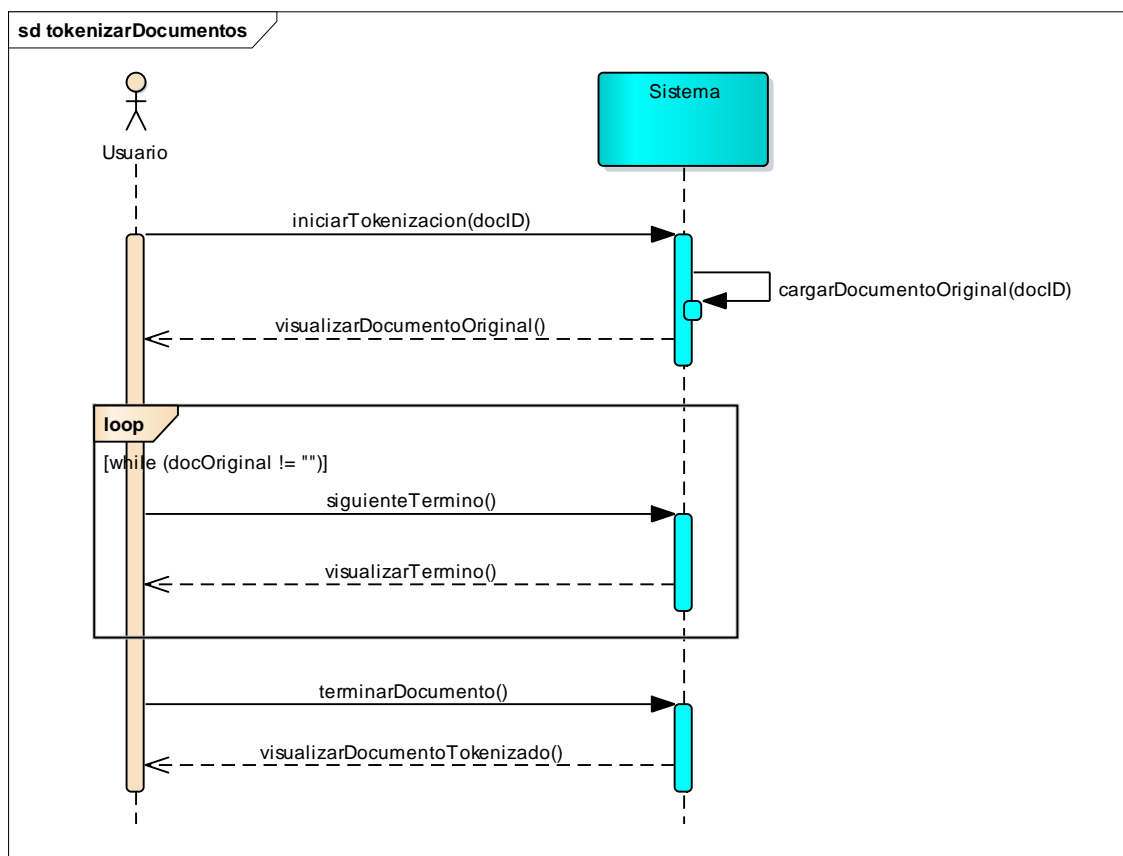 sd tokenizarDocumentos
Usuario
Sistema
iniciarTokenizacion(docID)
cargarDocumentoOriginal(docID)
visualizarDocumentoOriginal()
loop
[while (docOriginal != "")]
siguienteTermino()
visualizarTermino()
terminarDocumento()
visualizarDocumentoTokenizado()